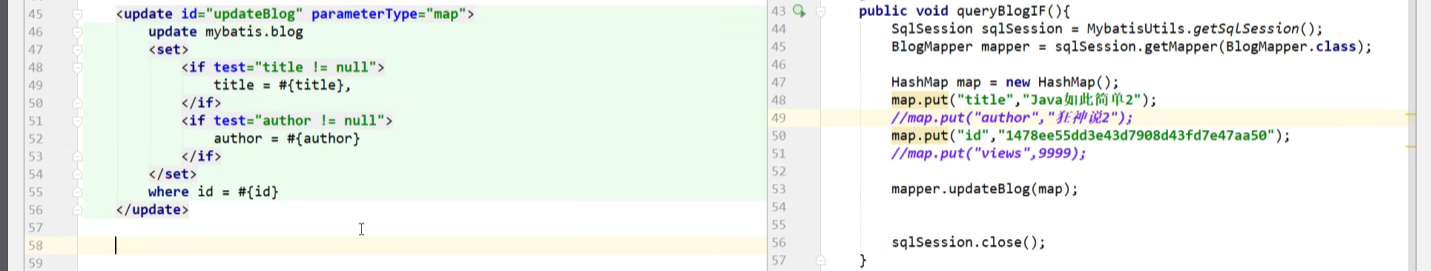 45 <update id="updateBlog" parameterType="map">
46 update mybatis.blog
47 <set>
48 <if test="title != null">
49 title = #{title},
50 </if>
51 <if test="author != null">
52 author = #{author}
53 </if>
54 </set>
55 where id = #{id}
56 </update>
57
58
59
43 public void queryBlogIF(){
44 SqlSession sqlSession = MybatisUtils.getSqlSession();
45 BlogMapper mapper = sqlSession.getMapper(BlogMapper.class);
46
47 HashMap map = new HashMap();
48 map.put("title","Java如此简单2");
49 //map.put("author","狂神说2");
50 map.put("id","1478ee55dd3e43d7908d43fd7e47aa50");
51 //map.put("views",9999);
52
53 mapper.updateBlog(map);
54
55
56 sqlSession.close();
57 }